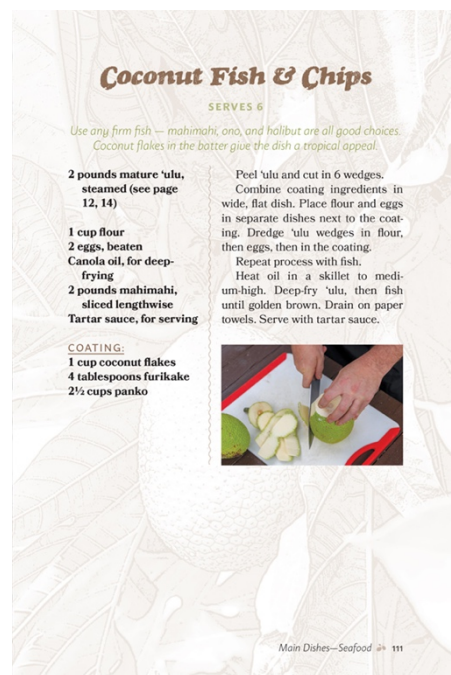 Coconut Fish & Chips
SERVES 6
Use any firm fish — mahimahi, ono, and halibut are all good choices.
Coconut flakes in the batter give the dish a tropical appeal.
2 pounds mature ʻulu,
steamed (see page
12, 14)
1 cup flour
2 eggs, beaten
Canola oil, for deep-
frying
2 pounds mahimahi,
sliced lengthwise
Tartar sauce, for serving
COATING:
1 cup coconut flakes
4 tablespoons furikake
2½ cups panko
Peel ʻulu and cut in 6 wedges.
Combine coating ingredients in
wide, flat dish. Place flour and eggs
in separate dishes next to the coat-
ing. Dredge ʻulu wedges in flour,
then eggs, then in the coating.
Repeat process with fish.
Heat oil in a skillet to medi-
um-high. Deep-fry ʻulu, then fish
until golden brown. Drain on paper
towels. Serve with tartar sauce.
Main Dishes—Seafood 111